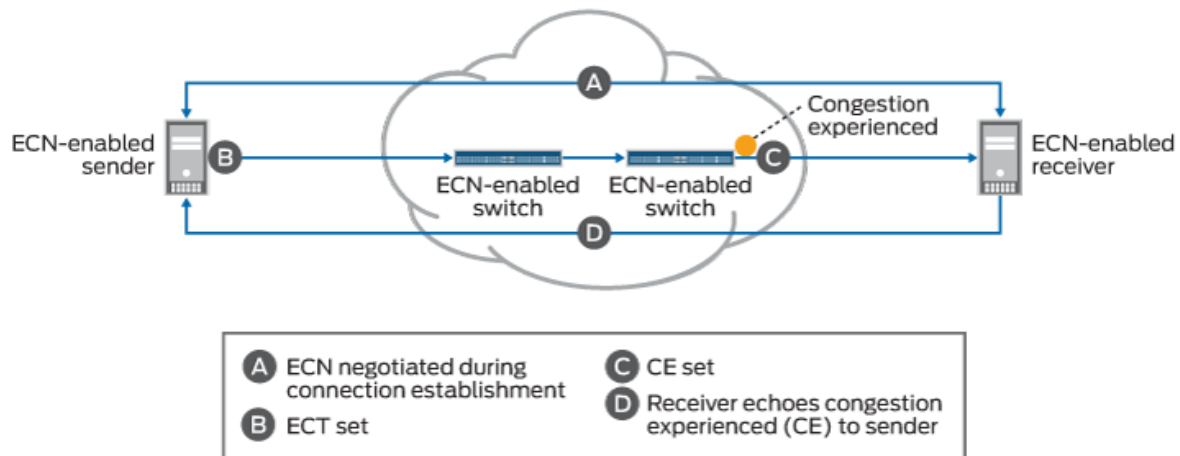 A
Congestion
experienced
ECN-enabled
sender
B
C
ECN-enabled
receiver
ECN-enabled
switch
ECN-enabled
switch
D
A ECN negotiated during
connection establishment
B ECT set
C CE set
D Receiver echoes congestion
experienced (CE) to sender